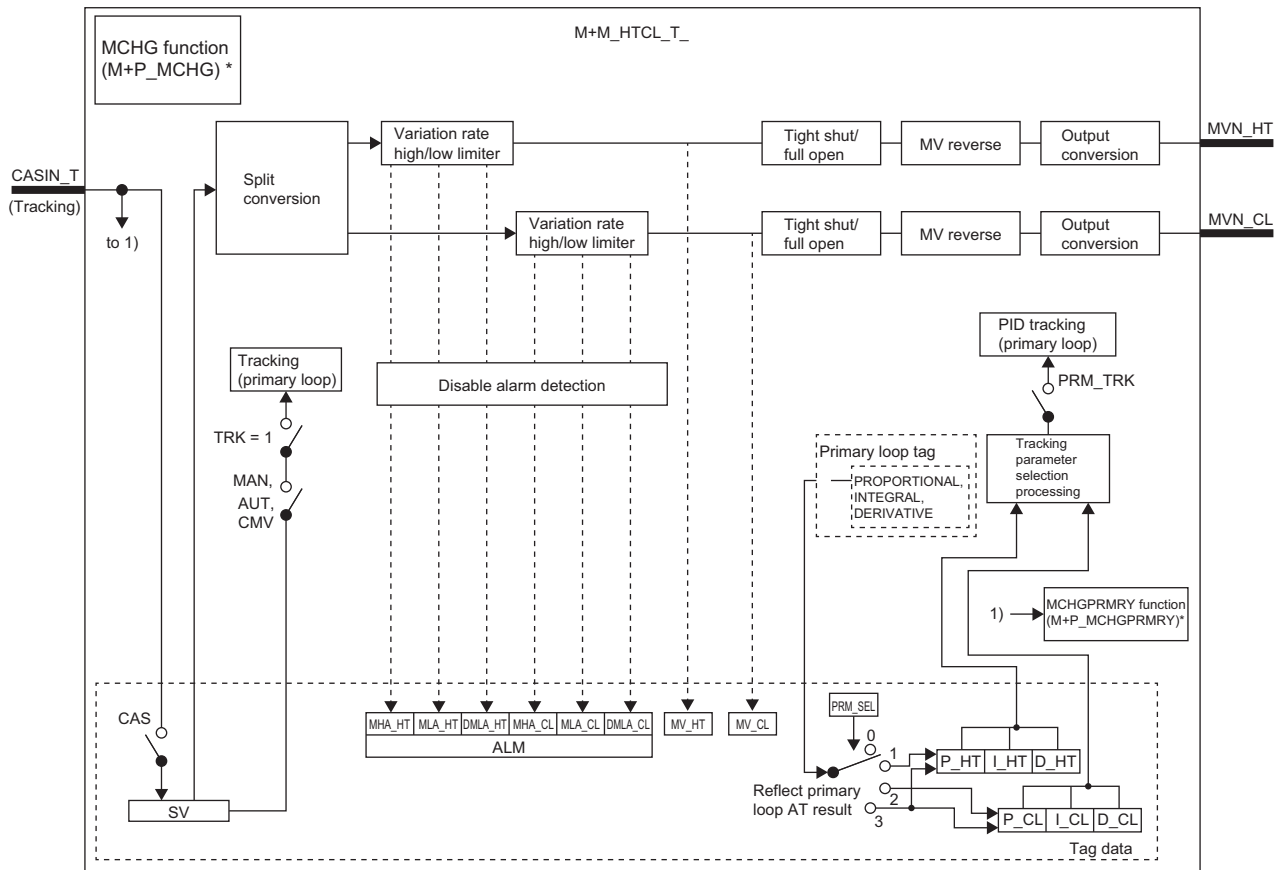 M+M_HTCL_T_
MCHG function
(M+P_MCHG) *
CASIN_T
(Tracking)
to 1)
Split
conversion
Variation rate
high/low limiter
Tight shut/
full open
MV reverse
Output
conversion
MVN_HT
Variation rate
high/low limiter
Tight shut/
full open
MV reverse
Output
conversion
MVN_CL
Tracking
(primary loop)
TRK = 1
MAN,
AUT,
CMV
Disable alarm detection
PID tracking
(primary loop)
PRM_TRK
Tracking
parameter
selection
processing
Primary loop tag
PROPORTIONAL,
INTEGRAL,
DERIVATIVE
1)
MCHGPRMRY function
(M+P_MCHGPRMRY)*
CAS
SV
MHA_HT MLA_HT DMLA_HT MHA_CL MLA_CL DMLA_CL
ALM
MV_HT
MV_CL
PRM_SEL
0
1
2
3
Reflect primary
loop AT result
P_HT I_HT D_HT
P_CL I_CL D_CL
Tag data